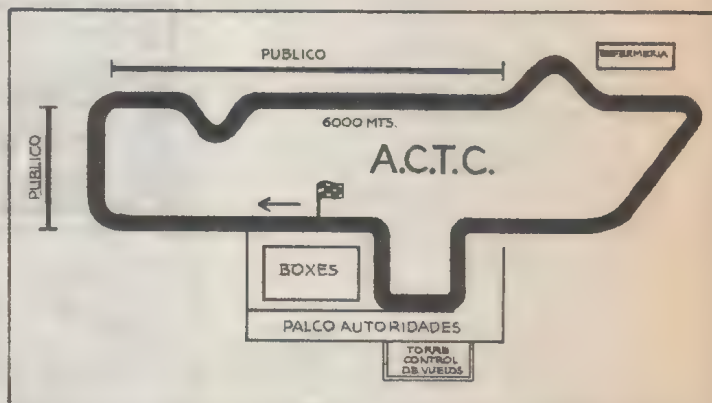 PUBLICO
ENFERMERIA
6000 MTS.
PUBLICO
A.C.T.C.
BOXES
PALCO AUTORIDADES
TORRE
CONTROL
DE VUELOS